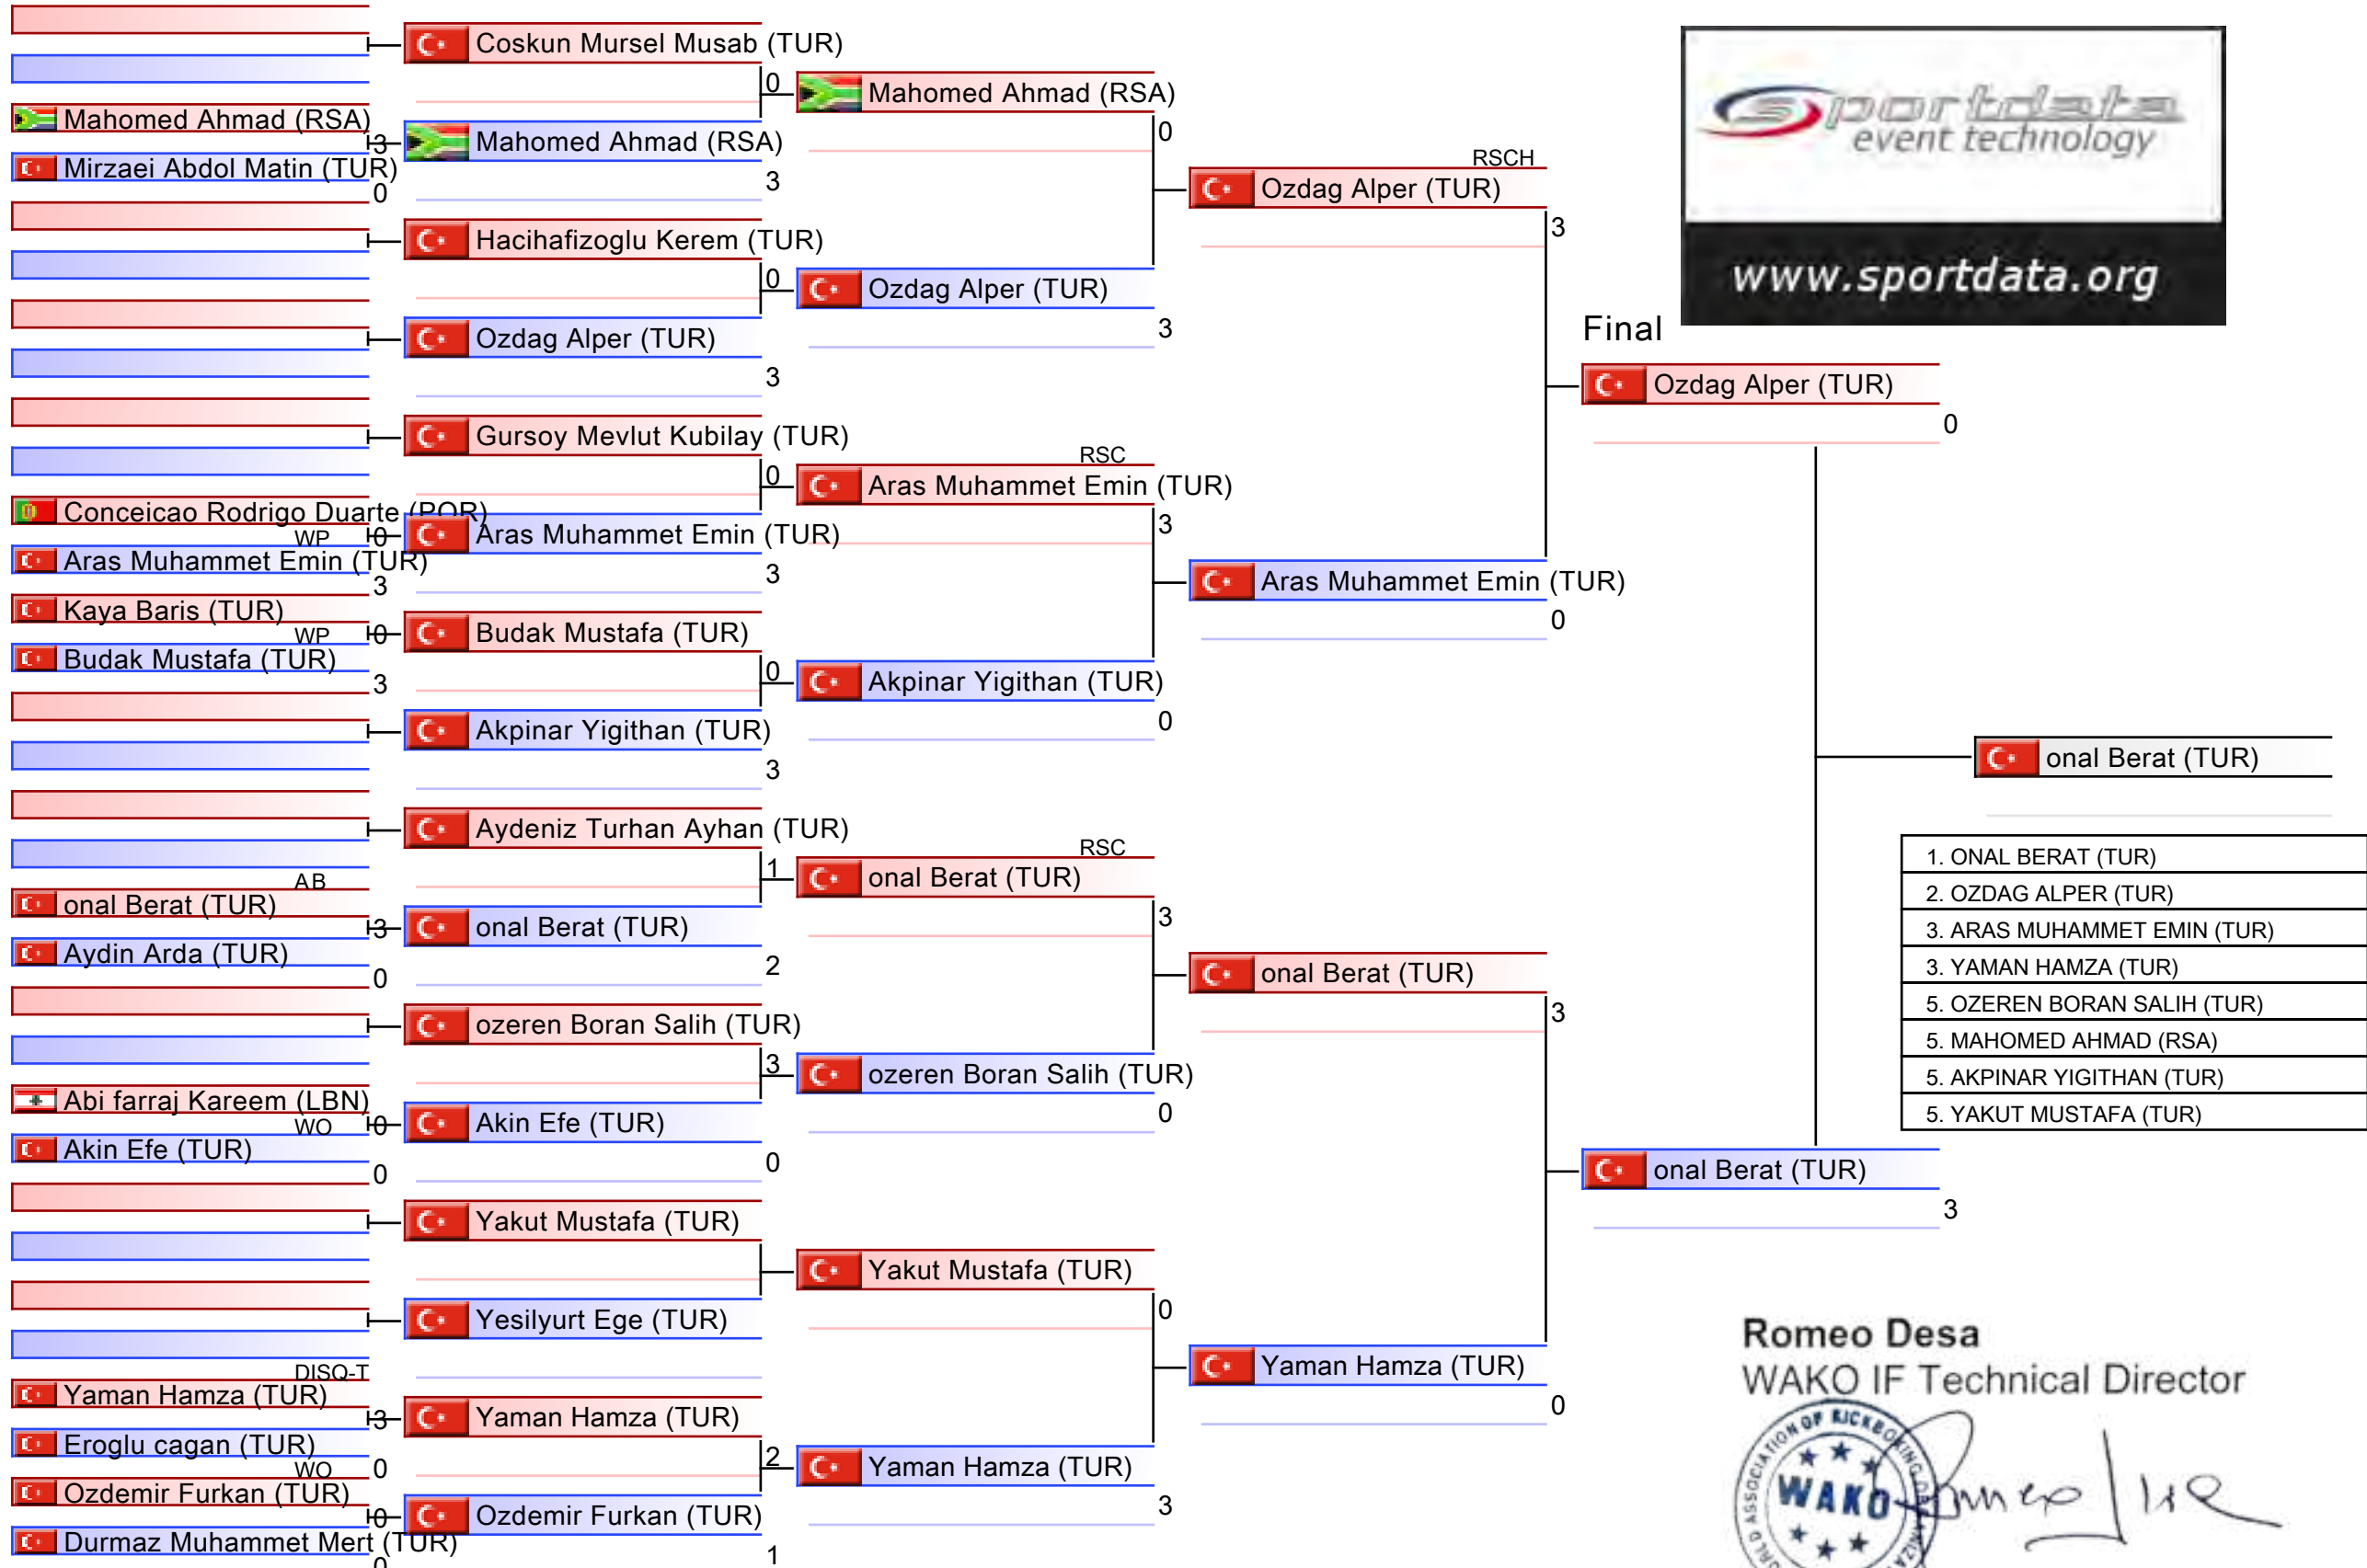 Mahomed Ahmad (RSA)
3
Mirzaei Abdol Matin (TUR)
0
Conceicao Rodrigo Duarte (POR)
WP
0
Aras Muhammet Emin (TUR)
3
Kaya Baris (TUR)
WP
0
Budak Mustafa (TUR)
3
AB
onal Berat (TUR)
3
Aydin Arda (TUR)
0
Abi farraj Kareem (LBN)
WO
0
Akin Efe (TUR)
0
DISQ-T
Yaman Hamza (TUR)
3
Eroglu cagan (TUR)
0
WO
Ozdemir Furkan (TUR)
0
Durmaz Muhammet Mert (TUR)
0
Coskun Mursel Musab (TUR)
0
Mahomed Ahmad (RSA)
3
Hacihafizoglu Kerem (TUR)
0
Ozdag Alper (TUR)
3
Gursoy Mevlut Kubilay (TUR)
0
Aras Muhammet Emin (TUR)
3
Budak Mustafa (TUR)
0
Akpinar Yigithan (TUR)
3
Aydeniz Turhan Ayhan (TUR)
1
onal Berat (TUR)
2
ozeren Boran Salih (TUR)
3
Akin Efe (TUR)
0
Yakut Mustafa (TUR)
Yesilyurt Ege (TUR)
Yaman Hamza (TUR)
2
Ozdemir Furkan (TUR)
1
Mahomed Ahmad (RSA)
0
Ozdag Alper (TUR)
3
RSC
Aras Muhammet Emin (TUR)
3
Akpinar Yigithan (TUR)
0
RSC
onal Berat (TUR)
3
ozeren Boran Salih (TUR)
0
Yakut Mustafa (TUR)
0
Yaman Hamza (TUR)
3
RSCH
Ozdag Alper (TUR)
3
Aras Muhammet Emin (TUR)
0
onal Berat (TUR)
3
Yaman Hamza (TUR)
0
sportdata
event technology
www.sportdata.org
Final
Ozdag Alper (TUR)
0
onal Berat (TUR)
3
onal Berat (TUR)
1. ONAL BERAT (TUR)
2. OZDAG ALPER (TUR)
3. ARAS MUHAMMET EMIN (TUR)
3. YAMAN HAMZA (TUR)
5. OZEREN BORAN SALIH (TUR)
5. MAHOMED AHMAD (RSA)
5. AKPINAR YIGITHAN (TUR)
5. YAKUT MUSTAFA (TUR)
Romeo Desa
WAKO IF Technical Director
ASSOCIATION OF KICKBOXING
WAKO